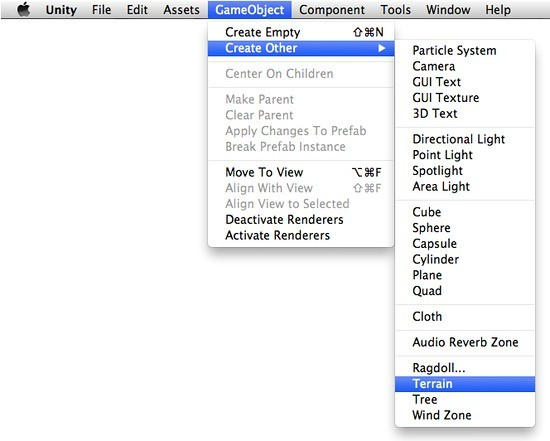 Unity File Edit Assets GameObject Component Tools Window Help
Create Empty ⇧⌘N
Create Other ▶
Center On Children
Make Parent
Clear Parent
Apply Changes To Prefab
Break Prefab Instance
Move To View ⌥⌘F
Align With View ⇧⌘F
Align View to Selected
Deactivate Renderers
Activate Renderers
Particle System
Camera
GUI Text
GUI Texture
3D Text
Directional Light
Point Light
Spotlight
Area Light
Cube
Sphere
Capsule
Cylinder
Plane
Quad
Cloth
Audio Reverb Zone
Ragdoll...
Terrain
Tree
Wind Zone